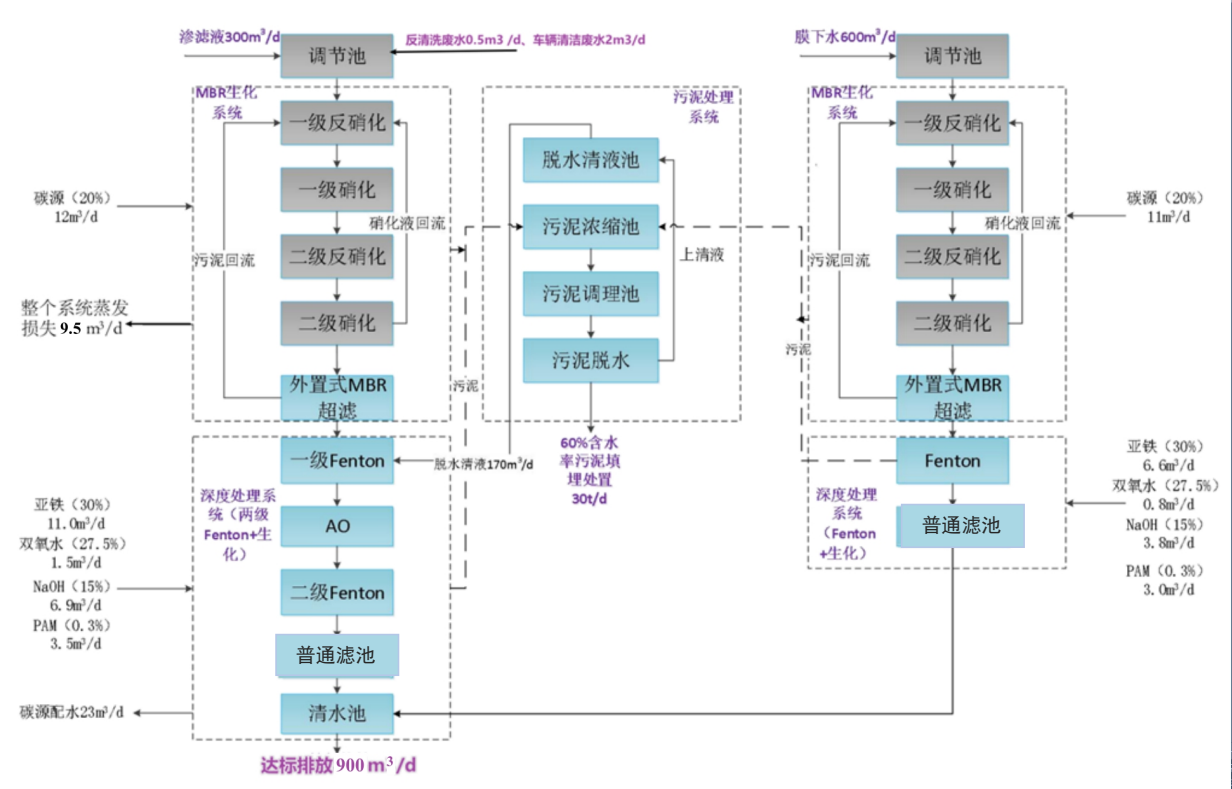 渗滤液300m³/d
反清洗废水0.5m3 /d、车辆清洁废水2m3/d
调节池
MBR生化
系统
一级反硝化
一级硝化
二级反硝化
二级硝化
外置式MBR
超滤
硝化液回流
污泥回流
碳源（20%）
12m³/d
整个系统蒸发
损失 9.5 m³/d
污泥处理
系统
脱水清液池
污泥浓缩池
污泥调理池
污泥脱水
上清液
污泥
60%含水
率污泥填
埋处置
30t/d
脱水清液170m³/d
膜下水600m³/d
调节池
MBR生化
系统
一级反硝化
一级硝化
二级反硝化
二级硝化
外置式MBR
超滤
硝化液回流
污泥回流
碳源（20%）
11m³/d
污泥
一级Fenton
AO
二级Fenton
普通滤池
清水池
深度处理系
统（两级
Fenton+生
化）
亚铁（30%）
11.0m³/d
双氧水（27.5%）
1.5m³/d
NaOH（15%）
6.9m³/d
PAM（0.3%）
3.5m³/d
碳源配水23m³/d
达标排放 900 m³/d
Fenton
普通滤池
深度处理
系统
（Fenton
+生化）
亚铁（30%）
6.6m³/d
双氧水（27.5%）
0.8m³/d
NaOH（15%）
3.8m³/d
PAM（0.3%）
3.0m³/d